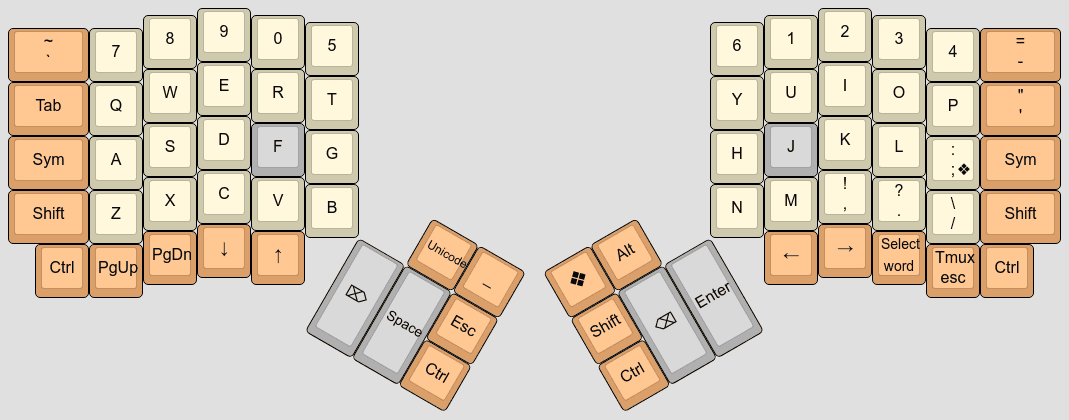 ~ 7 8 9 0 5 6 1 2 3 4 =
` -
Tab Q W E R T Y U I O P "
'
Sym A S D F G H J K L : Sym
;❖
Shift Z X C V B N M ! ? \ Shift
, . /
Ctrl PgUp PgDn ↓ ↑ ← → Select Tmux Ctrl
word esc
Unicode _ ❖ Alt
⌦ Space Esc Shift ⌫ Enter
Ctrl Ctrl